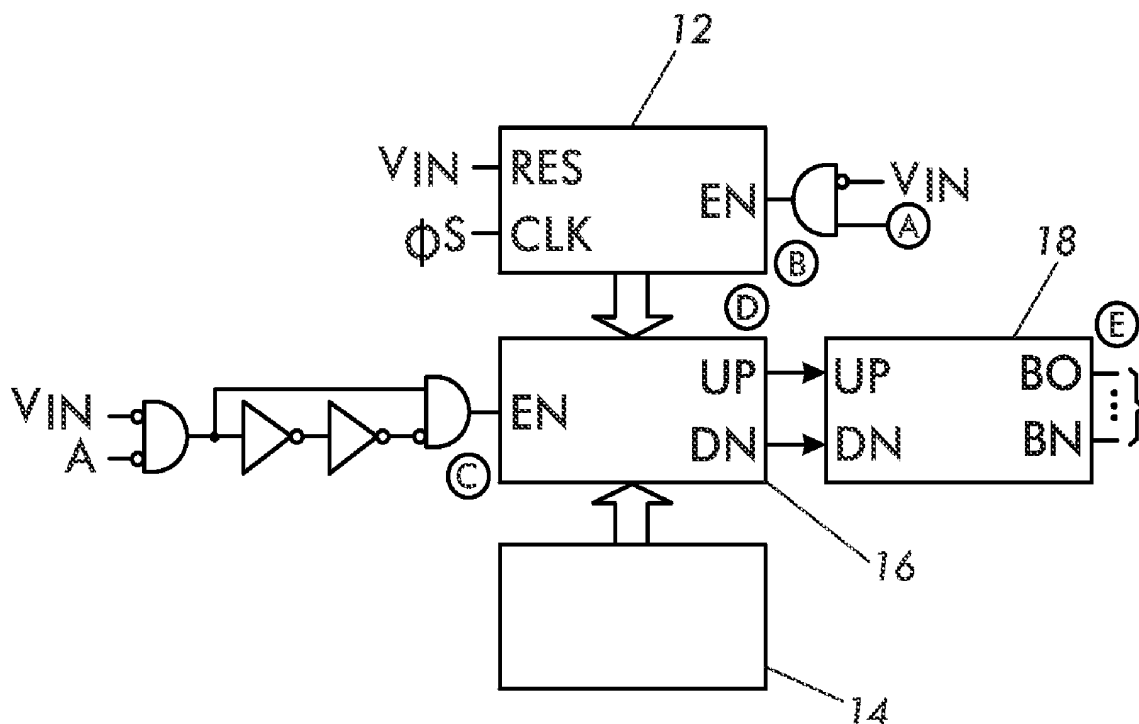 12
VIN RES
EN
VIN
ϕS CLK
A
B
18
D
E
UP UP BO
VIN
EN
A
DN DN BN
C
16
14